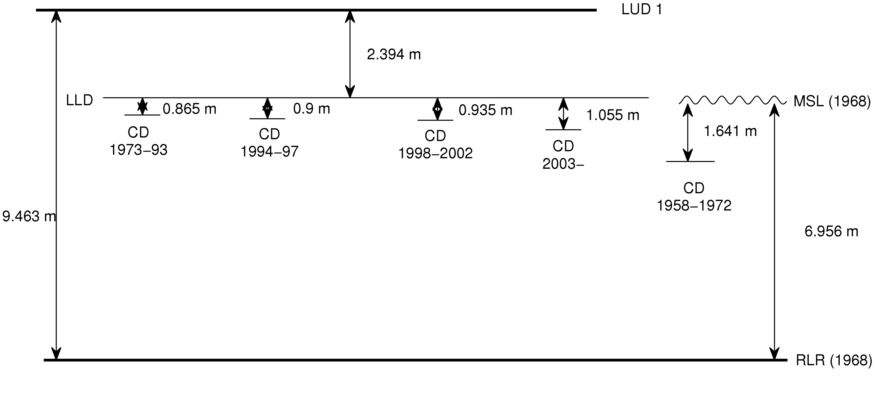 LUD 1
2.394 m
LLD
0.865 m
0.9 m
0.935 m
1.055 m
MSL (1968)
CD
1973–93
CD
1994–97
CD
1998–2002
CD
2003–
1.641 m
CD
1958–1972
9.463 m
6.956 m
RLR (1968)